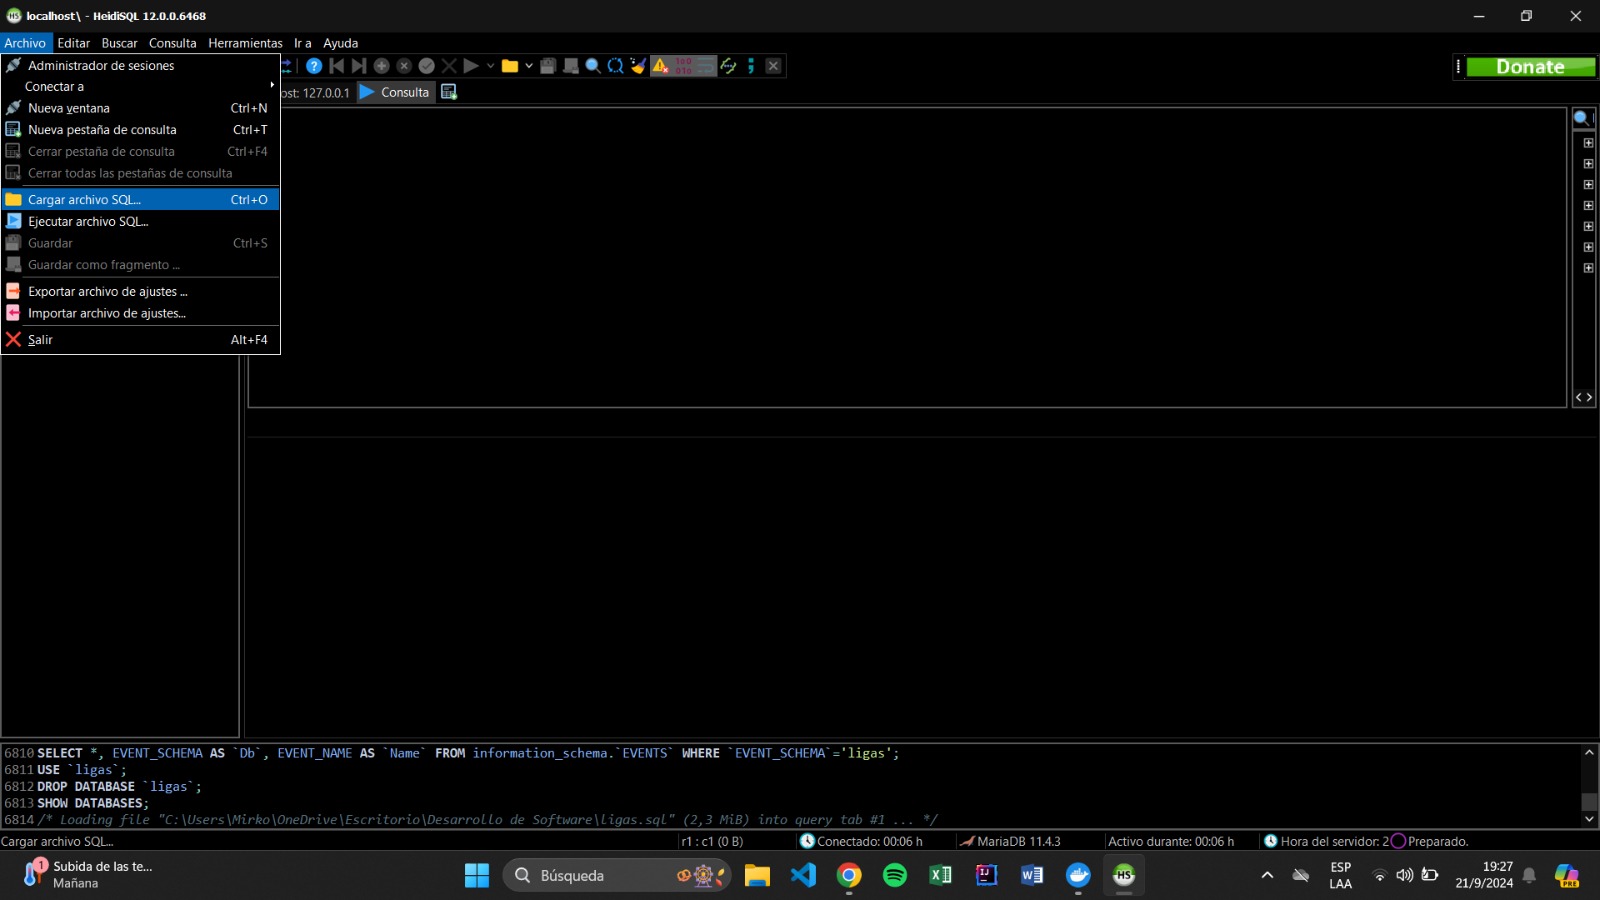 localhost\ - HeidiSQL 12.0.0.6468
Archivo Editar Buscar Consulta Herramientas Ir a Ayuda
Administrador de sesiones
Conectar a
Nueva ventana Ctrl+N
Nueva pestaña de consulta Ctrl+T
Cerrar pestaña de consulta Ctrl+F4
Cerrar todas las pestañas de consulta
Cargar archivo SQL... Ctrl+O
Ejecutar archivo SQL...
Guardar Ctrl+S
Guardar como fragmento ...
Exportar archivo de ajustes ...
Importar archivo de ajustes...
Salir Alt+F4
Donate
ost: 127.0.0.1 Consulta
6810 SELECT *, EVENT_SCHEMA AS `Db`, EVENT_NAME AS `Name` FROM information_schema.`EVENTS` WHERE `EVENT_SCHEMA`='ligas';
6811 USE `ligas`;
6812 DROP DATABASE `ligas`;
6813 SHOW DATABASES;
6814 /* Loading file "C:\Users\Mirko\OneDrive\Escritorio\Desarrollo de Software\ligas.sql" (2,3 MiB) into query tab #1 ... */
Cargar archivo SQL... r1 : c1 (0 B) Conectado: 00:06 h MariaDB 11.4.3 Activo durante: 00:06 h Hora del servidor: 2 Preparado.
1 Subida de las te...
Mañana
Búsqueda
ESP
LAA
19:27
21/9/2024
PRE